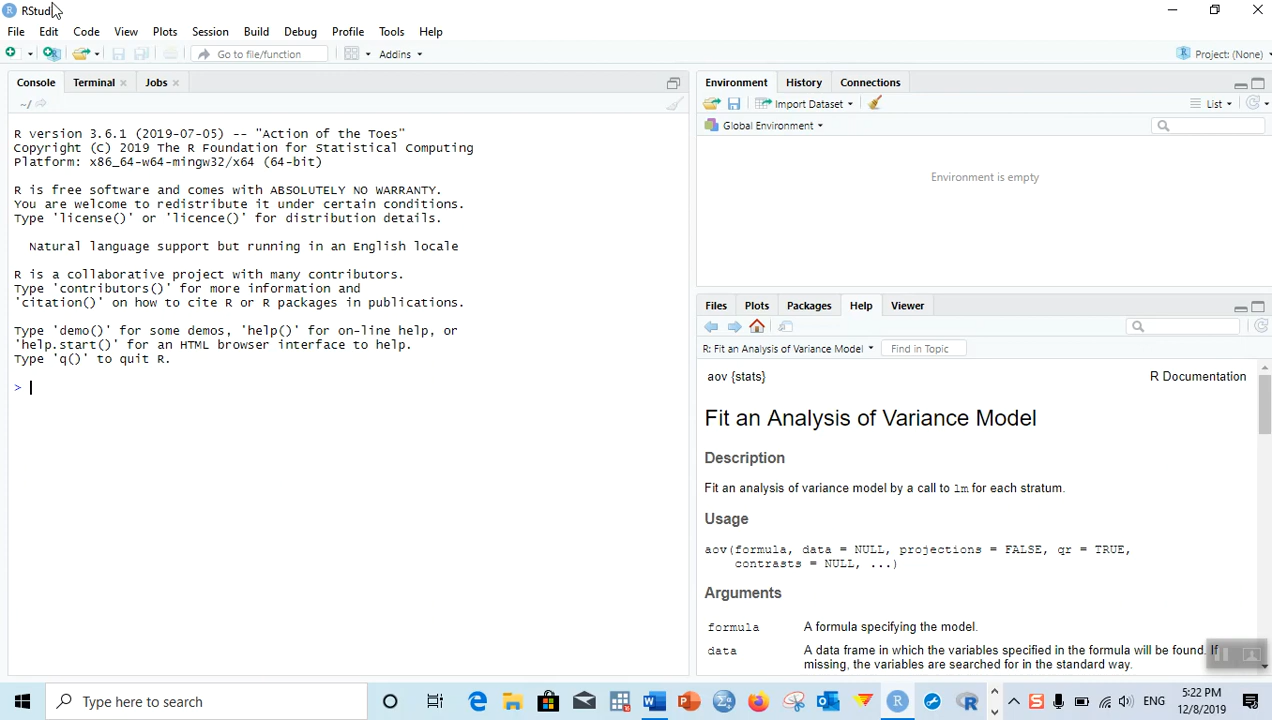 RStudio
File Edit Code View Plots Session Build Debug Profile Tools Help
Go to file/function Addins Project: (None)
Console Terminal Jobs
~/
R version 3.6.1 (2019-07-05) -- "Action of the Toes"
Copyright (C) 2019 The R Foundation for Statistical Computing
Platform: x86_64-w64-mingw32/x64 (64-bit)
R is free software and comes with ABSOLUTELY NO WARRANTY.
You are welcome to redistribute it under certain conditions.
Type 'license()' or 'licence()' for distribution details.
Natural language support but running in an English locale
R is a collaborative project with many contributors.
Type 'contributors()' for more information and
'citation()' on how to cite R or R packages in publications.
Type 'demo()' for some demos, 'help()' for on-line help, or
'help.start()' for an HTML browser interface to help.
Type 'q()' to quit R.
>
Environment History Connections
Import Dataset List
Global Environment
Environment is empty
Files Plots Packages Help Viewer
R: Fit an Analysis of Variance Model Find in Topic
aov {stats} R Documentation
Fit an Analysis of Variance Model
Description
Fit an analysis of variance model by a call to lm for each stratum.
Usage
aov(formula, data = NULL, projections = FALSE, qr = TRUE,
contrasts = NULL, ...)
Arguments
formula A formula specifying the model.
data A data frame in which the variables specified in the formula will be found. If
missing, the variables are searched for in the standard way.
Type here to search
ENG
5:22 PM
12/8/2019